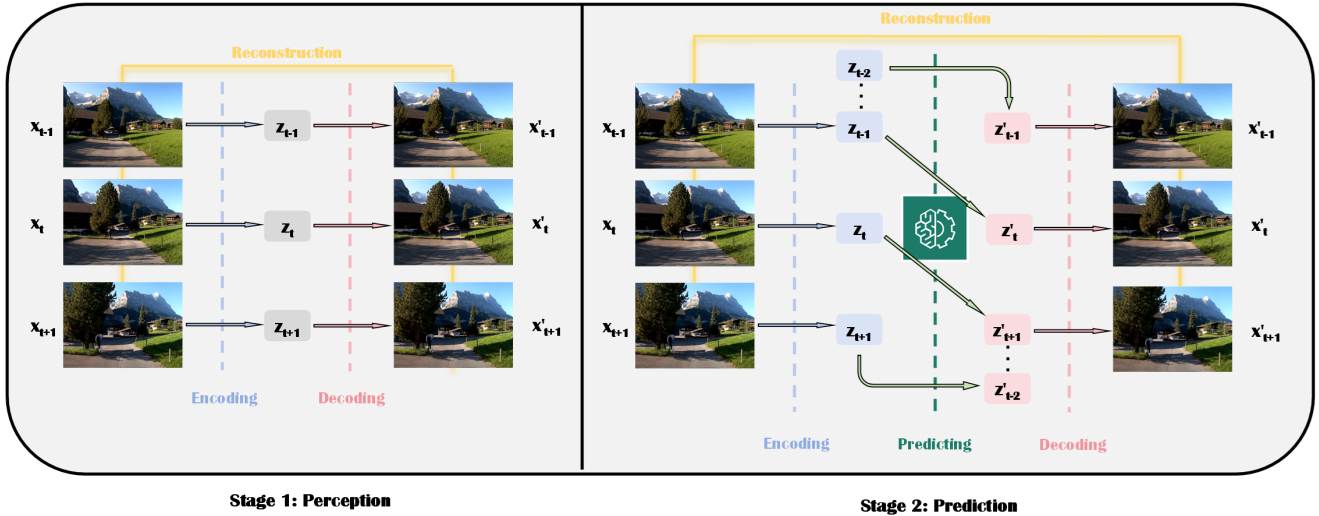 Reconstruction
x_{t-1}
z_{t-1}
x'_{t-1}
x_t
z_t
x'_t
x_{t+1}
z_{t+1}
x'_{t+1}
Encoding
Decoding
Stage 1: Perception
Reconstruction
z_{t-2}
x_{t-1}
z_{t-1}
z'_{t-1}
x'_{t-1}
x_t
z_t
z'_t
x'_t
x_{t+1}
z_{t+1}
z'_{t+1}
x'_{t+1}
z'_{t-2}
Encoding
Predicting
Decoding
Stage 2: Prediction